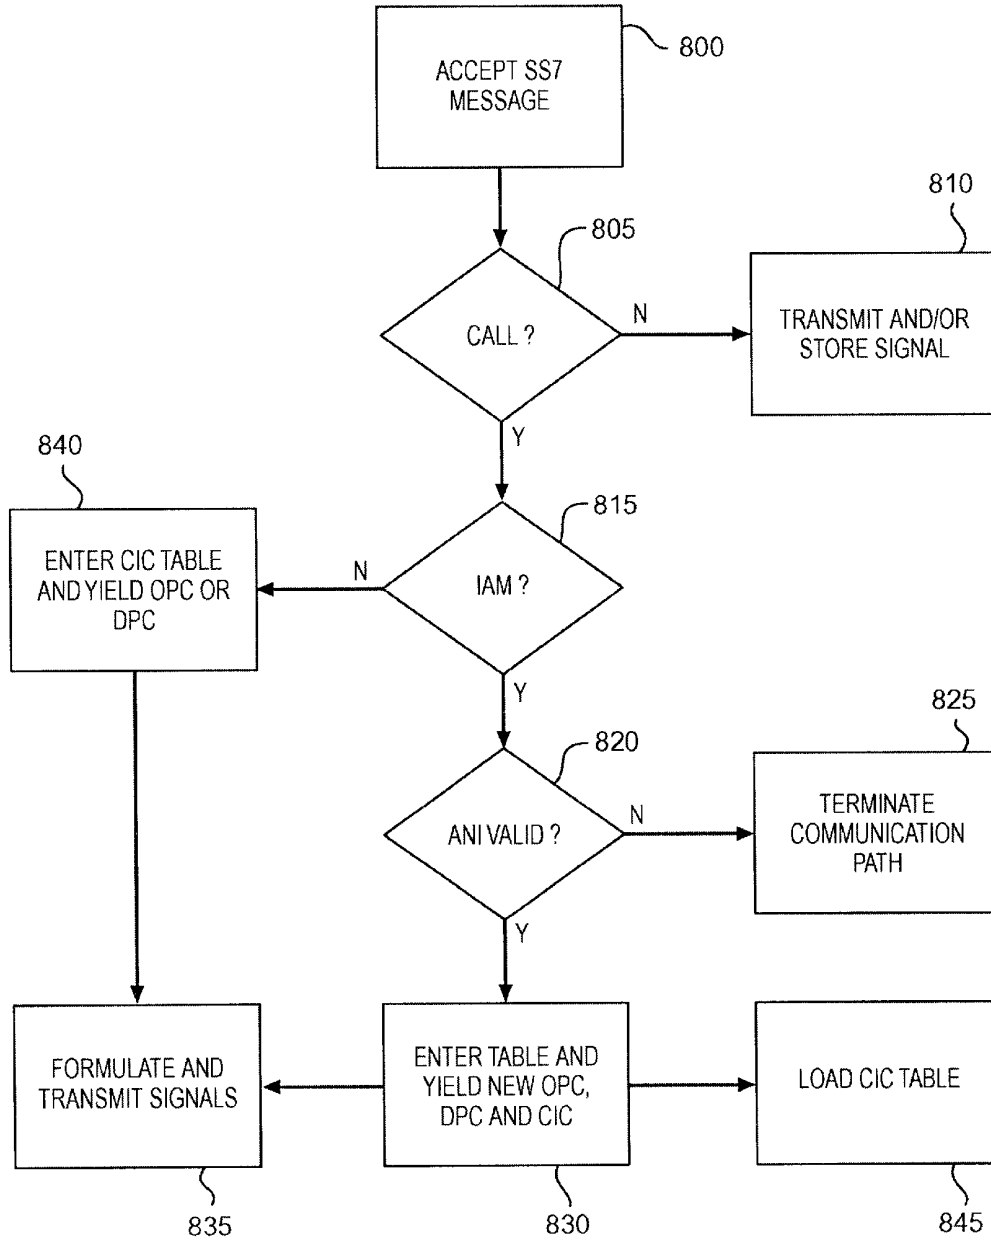 ACCEPT SS7
MESSAGE
800
805
810
CALL ?
N
TRANSMIT AND/OR
STORE SIGNAL
Y
840
815
ENTER CIC TABLE
AND YIELD OPC OR
DPC
N
IAM ?
Y
825
820
ANI VALID ?
N
TERMINATE
COMMUNICATION
PATH
Y
FORMULATE AND
TRANSMIT SIGNALS
ENTER TABLE AND
YIELD NEW OPC,
DPC AND CIC
LOAD CIC TABLE
835
830
845